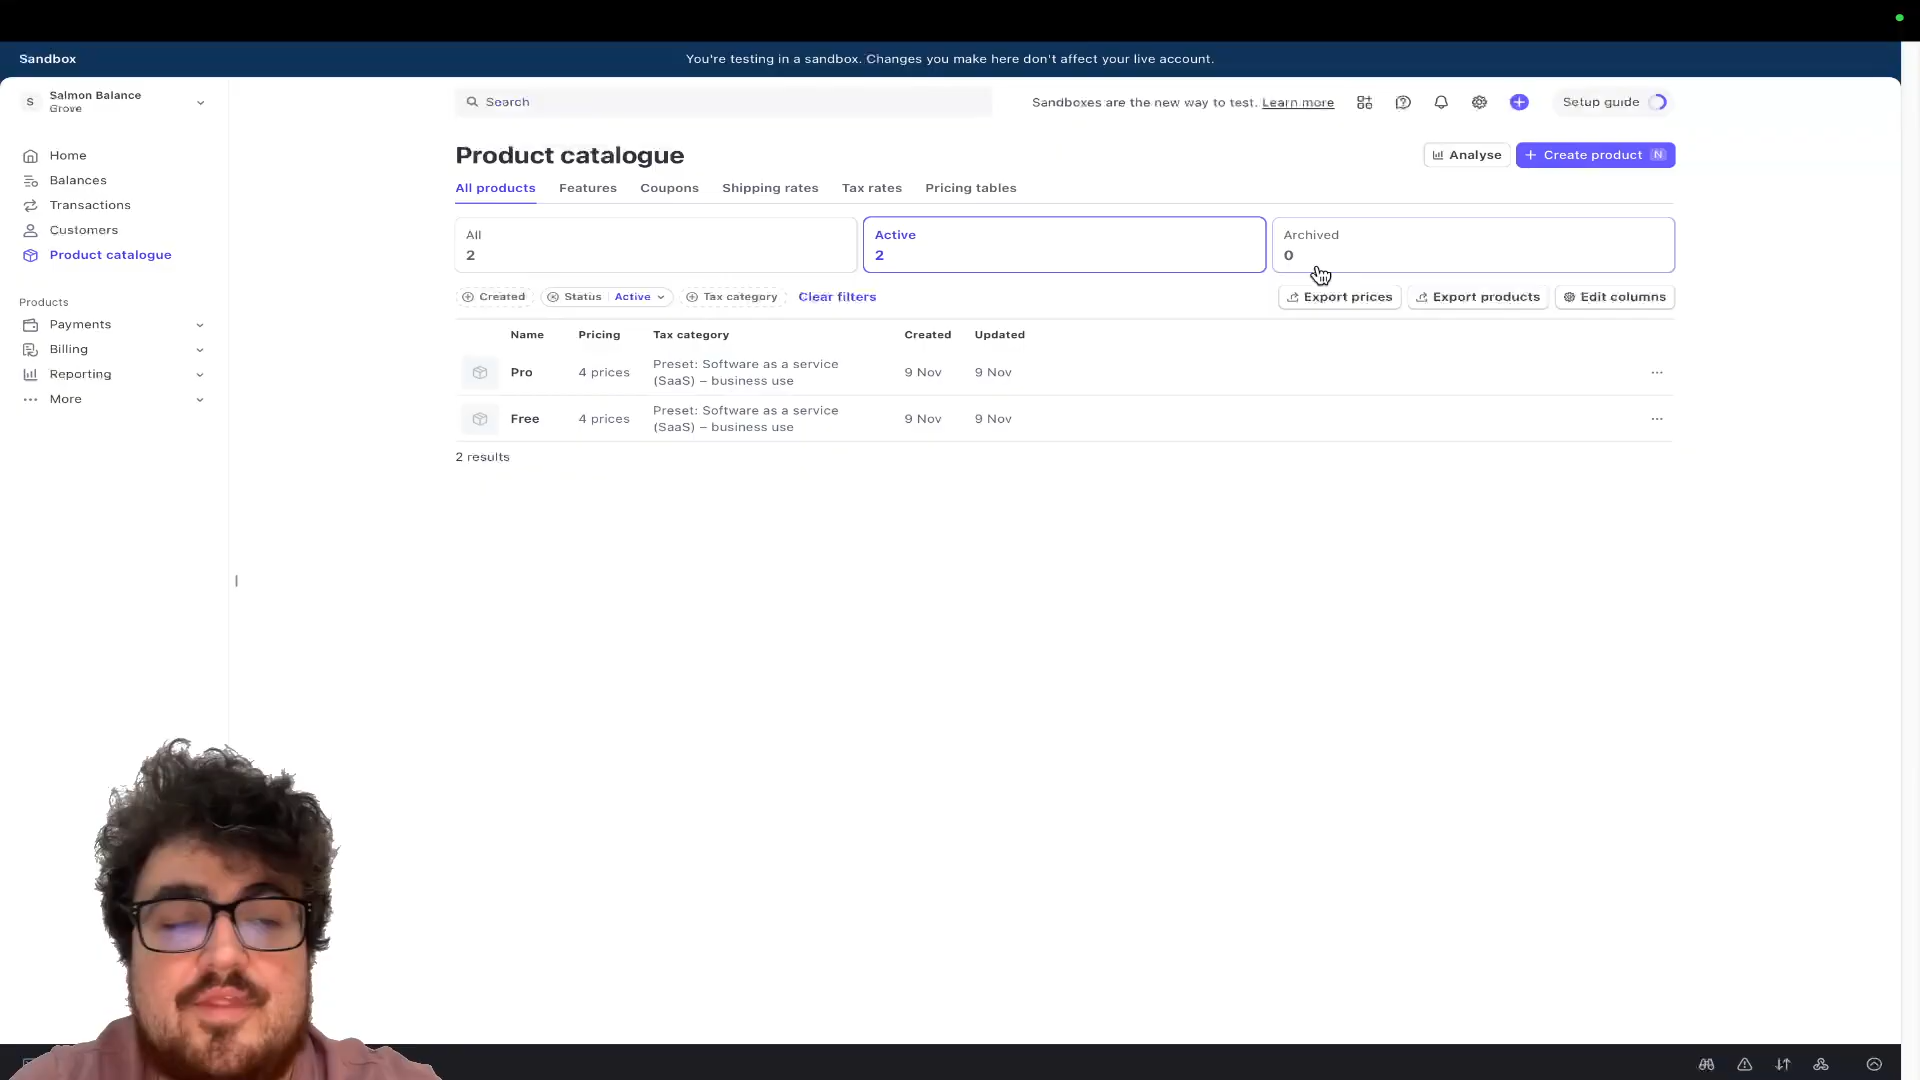 Sandbox
You're testing in a sandbox. Changes you make here don't affect your live account.
S
Salmon Balance
Grove
Search
Sandboxes are the new way to test. Learn more
Setup guide
Home
Balances
Transactions
Customers
Product catalogue
Products
Payments
Billing
Reporting
More
Product catalogue
Analyse
Create product N
All products Features Coupons Shipping rates Tax rates Pricing tables
All
2
Active
2
Archived
0
Created
Status Active
Tax category
Clear filters
Export prices
Export products
Edit columns
Name Pricing Tax category Created Updated
Pro 4 prices Preset: Software as a service (SaaS) – business use 9 Nov 9 Nov
Free 4 prices Preset: Software as a service (SaaS) – business use 9 Nov 9 Nov
2 results